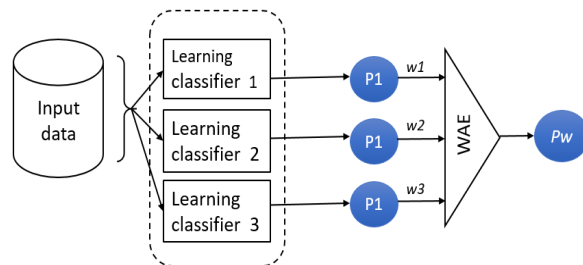 Input
data
Learning
classifier 1
Learning
classifier 2
Learning
classifier 3
P1
w1
P1
w2
P1
w3
WAE
Pw